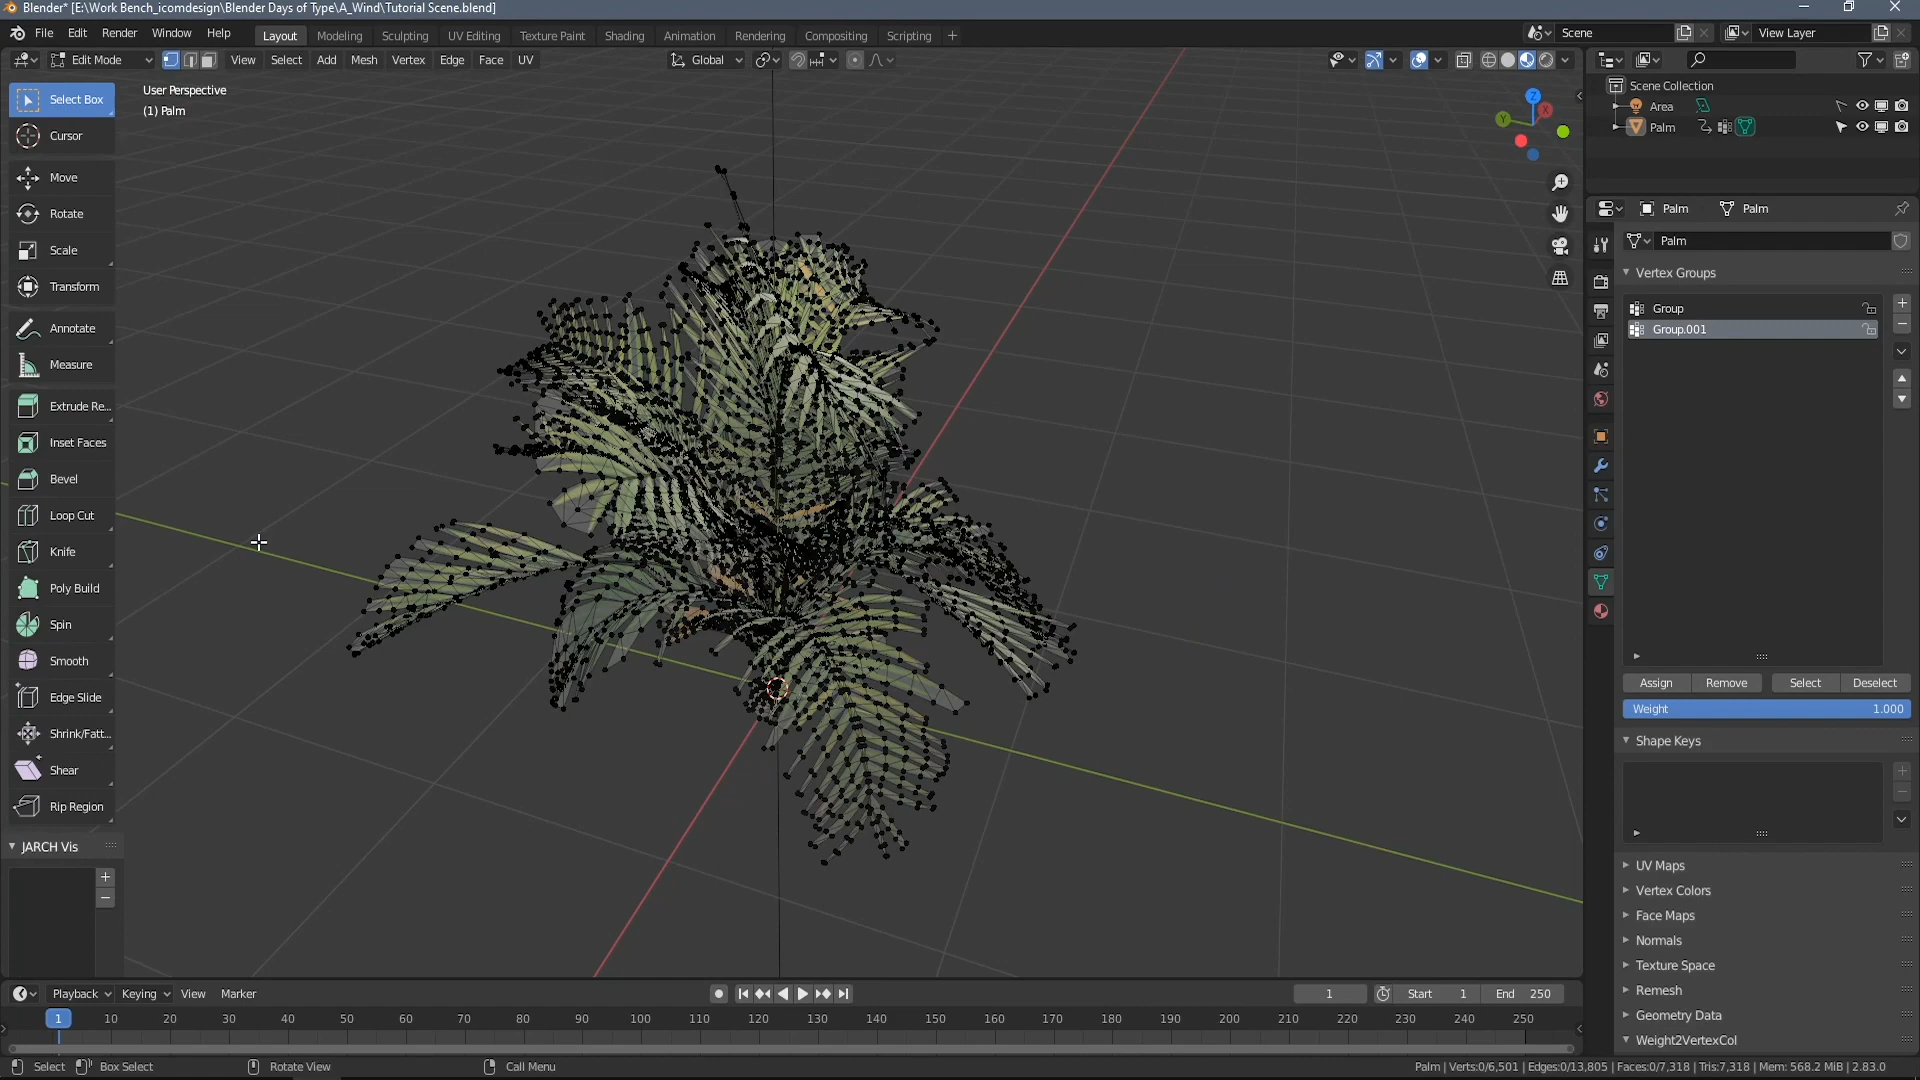 Blender* [E:\Work Bench_icomdesign\Blender Days of Type\A_Wind\Tutorial Scene.blend]
File Edit Render Window Help Layout Modeling Sculpting UV Editing Texture Paint Shading Animation Rendering Compositing Scripting + Scene View Layer
Edit Mode View Select Add Mesh Vertex Edge Face UV Global
Select Box
Cursor
Move
Rotate
Scale
Transform
Annotate
Measure
Extrude Re...
Inset Faces
Bevel
Loop Cut
Knife
Poly Build
Spin
Smooth
Edge Slide
Shrink/Fatt...
Shear
Rip Region
JARCH Vis
User Perspective
(1) Palm
Z
X
Y
Scene Collection
Area
Palm
Palm Palm
Palm
Vertex Groups
Group
Group.001
Assign Remove Select Deselect
Weight 1.000
Shape Keys
UV Maps
Vertex Colors
Face Maps
Normals
Texture Space
Remesh
Geometry Data
Weight2VertexCol
Playback Keying View Marker 1 Start 1 End 250
1 10 20 30 40 50 60 70 80 90 100 110 120 130 140 150 160 170 180 190 200 210 220 230 240 250
Select Box Select Rotate View Call Menu Palm | Verts:0/6,501 | Edges:0/13,805 | Faces:0/7,318 | Tris:7,318 | Mem: 568.2 MiB | 2.83.0